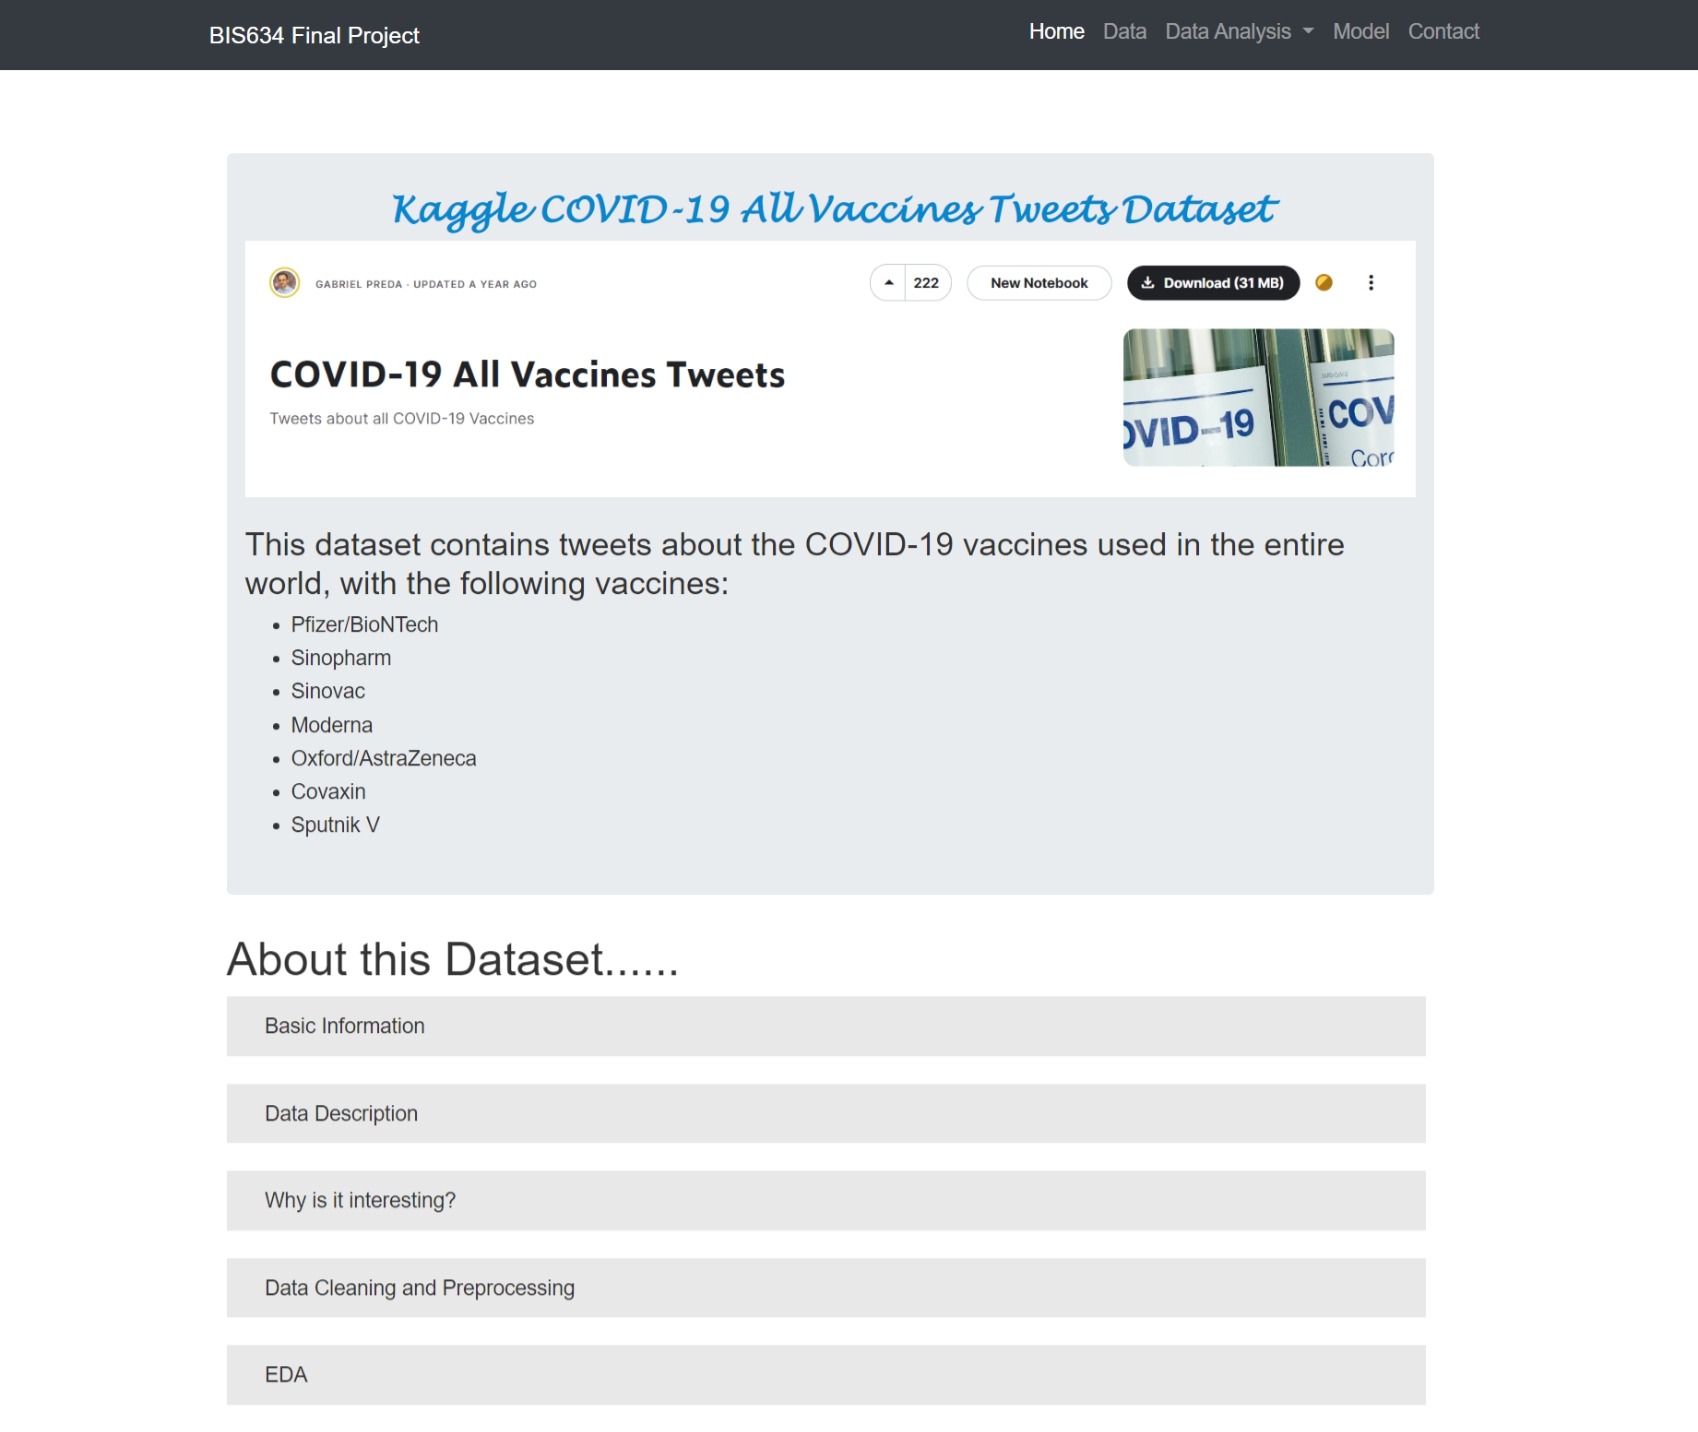 BIS634 Final Project
Home Data Data Analysis Model Contact
Kaggle COVID-19 All Vaccines Tweets Dataset
GABRIEL PREDA · UPDATED A YEAR AGO
222 New Notebook Download (31 MB)
COVID-19 All Vaccines Tweets
Tweets about all COVID-19 Vaccines
OVID-19
COV
Coro
This dataset contains tweets about the COVID-19 vaccines used in the entire
world, with the following vaccines:
Pfizer/BioNTech
Sinopharm
Sinovac
Moderna
Oxford/AstraZeneca
Covaxin
Sputnik V
About this Dataset......
Basic Information
Data Description
Why is it interesting?
Data Cleaning and Preprocessing
EDA